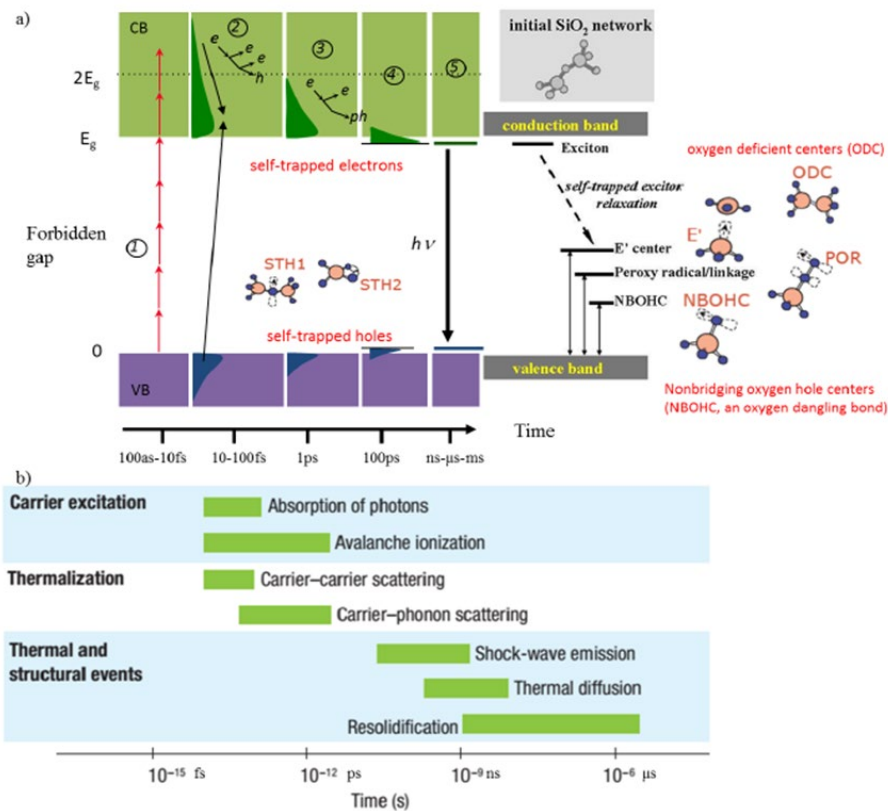 a)
CB
2
3
4
5
initial SiO2 network
e
e
e
h
2Eg
e
e
ph
Eg
conduction band
Exciton
self-trapped electrons
oxygen deficient centers (ODC)
ODC
self-trapped exciton
relaxation
Forbidden
gap
1
hν
E'
E' center
STH1
STH2
POR
Peroxy radical/linkage
NBOHC
NBOHC
self-trapped holes
0
VB
valence band
Nonbridging oxygen hole centers
(NBOHC, an oxygen dangling bond)
Time
100as-10fs
10-100fs
1ps
100ps
ns-μs-ms
b)
Carrier excitation
Absorption of photons
Avalanche ionization
Thermalization
Carrier–carrier scattering
Carrier–phonon scattering
Thermal and
structural events
Shock-wave emission
Thermal diffusion
Resolidification
10-15 fs
10-12 ps
10-9 ns
10-6 μs
Time (s)